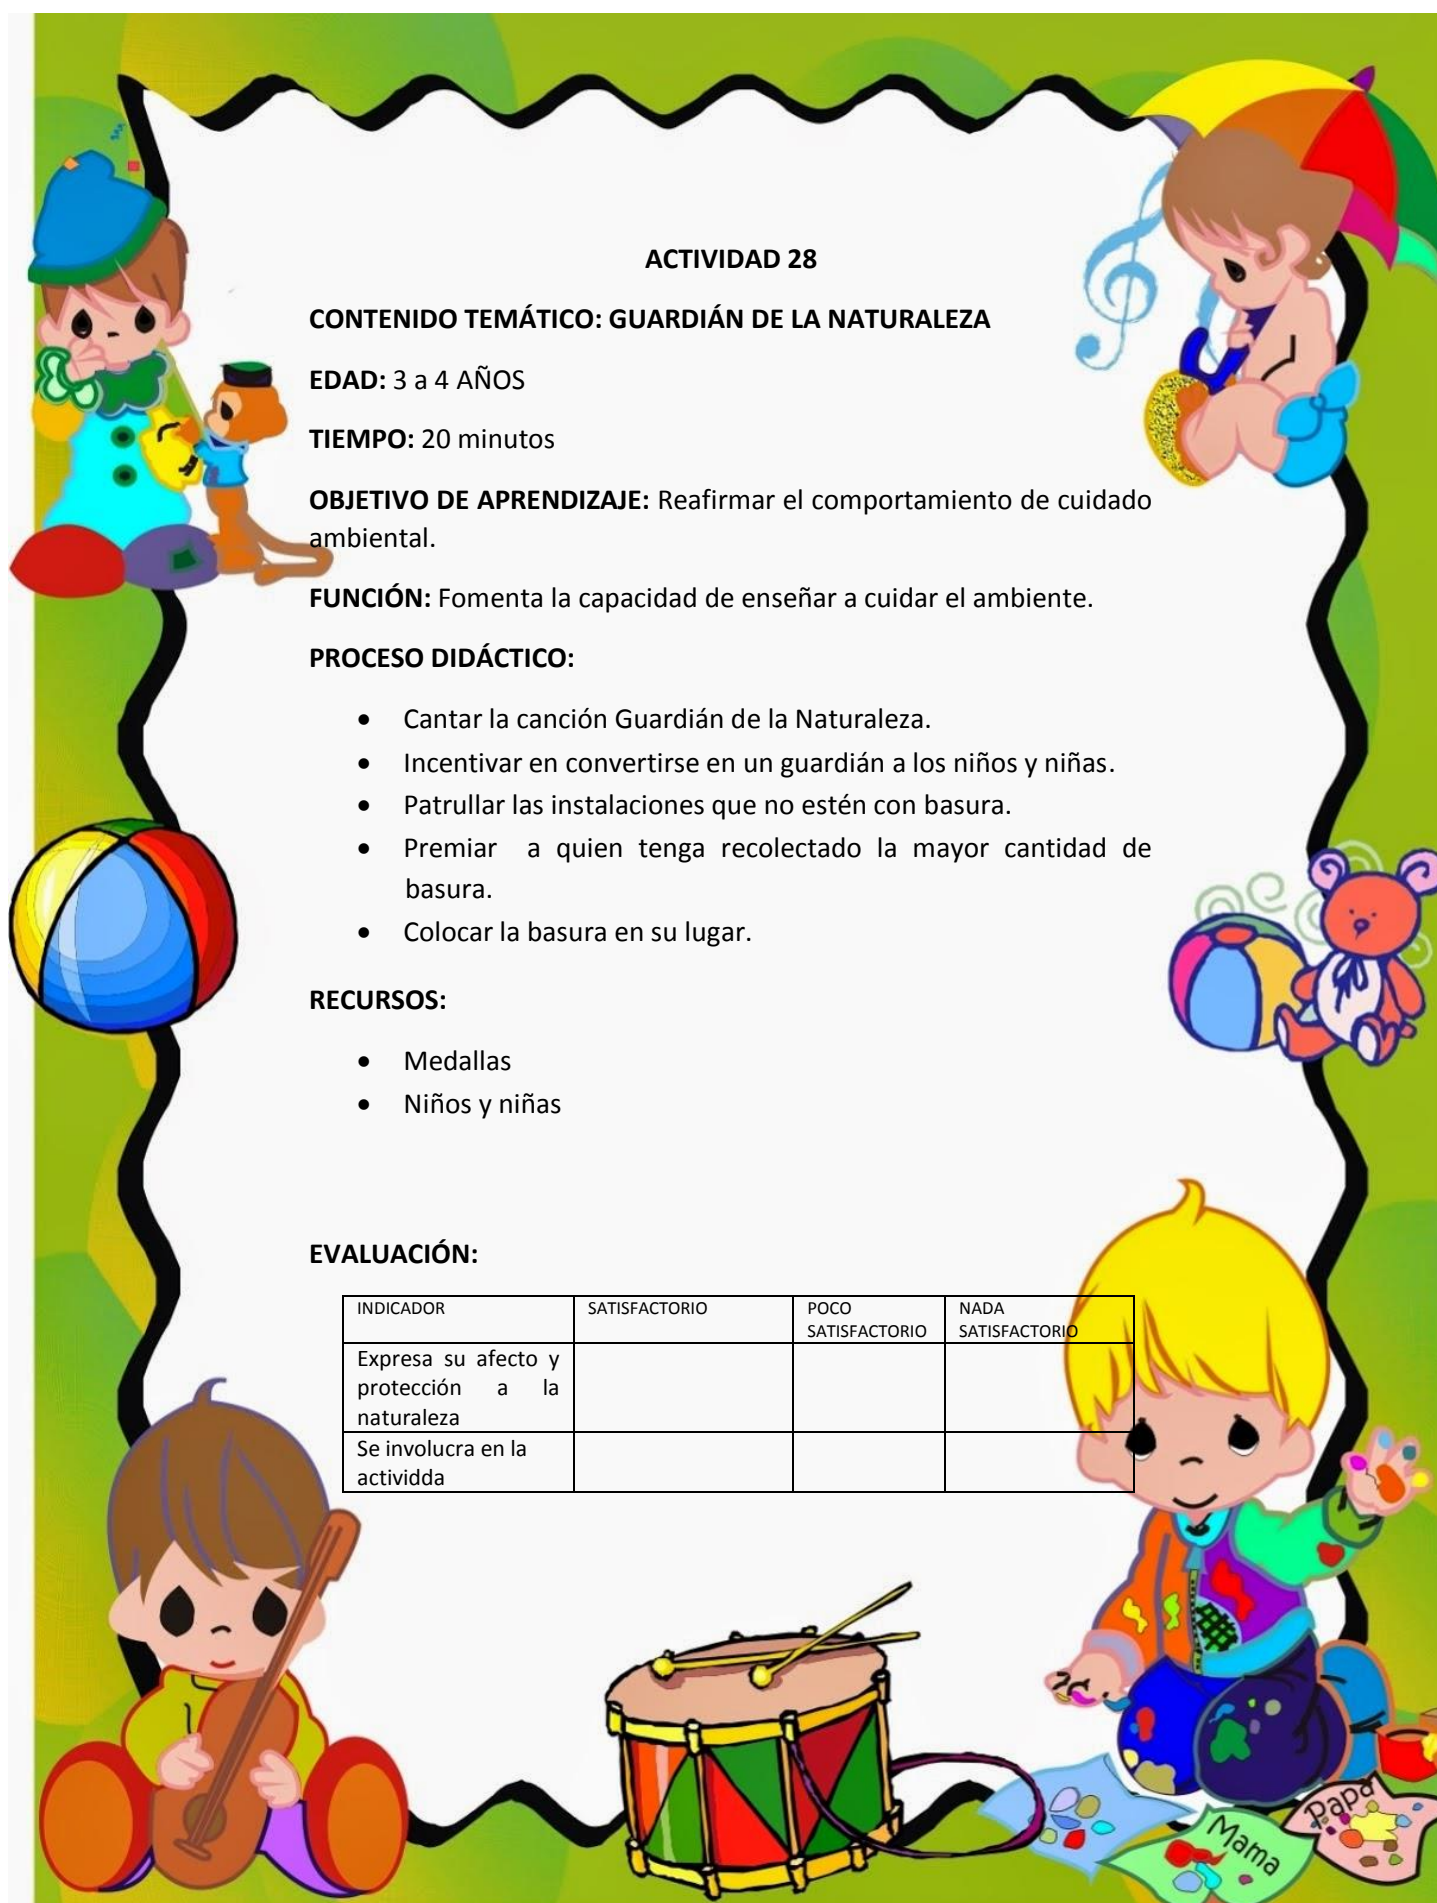 ACTIVIDAD 28
CONTENIDO TEMÁTICO: GUARDIÁN DE LA NATURALEZA
EDAD: 3 a 4 AÑOS
TIEMPO: 20 minutos
OBJETIVO DE APRENDIZAJE: Reafirmar el comportamiento de cuidado
ambiental.
FUNCIÓN: Fomenta la capacidad de enseñar a cuidar el ambiente.
PROCESO DIDÁCTICO:
• Cantar la canción Guardián de la Naturaleza.
• Incentivar en convertirse en un guardián a los niños y niñas.
• Patrullar las instalaciones que no estén con basura.
• Premiar a quien tenga recolectado la mayor cantidad de
basura.
• Colocar la basura en su lugar.
RECURSOS:
• Medallas
• Niños y niñas
EVALUACIÓN:
INDICADOR SATISFACTORIO POCO NADA
SATISFACTORIO SATISFACTORIO
Expresa su afecto y
protección a la
naturaleza
Se involucra en la
actividda
Papa
Mama